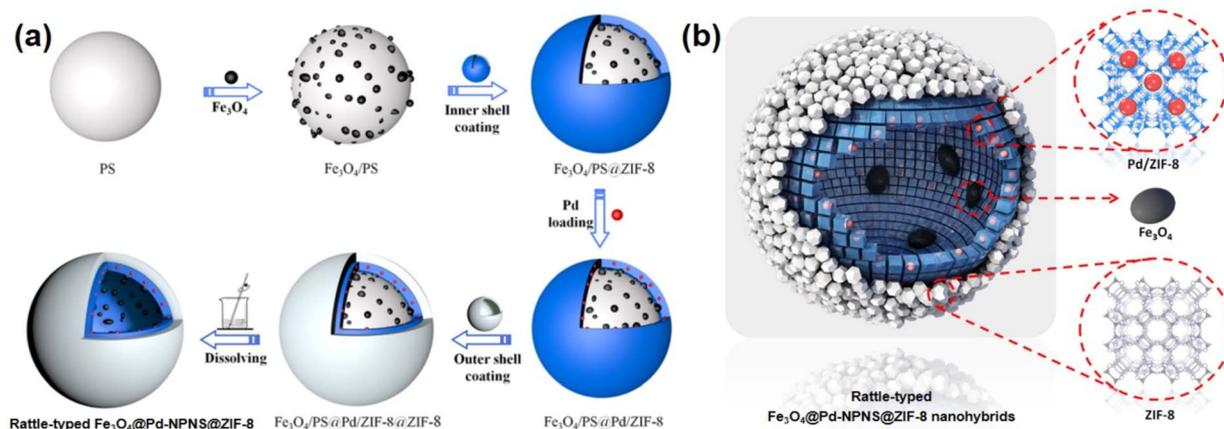 (a)
PS
Fe₃O₄
Fe₃O₄/PS
Inner shell
coating
Fe₃O₄/PS@ZIF-8
Pd
loading
Fe₃O₄/PS@Pd/ZIF-8
Outer shell
coating
Fe₃O₄/PS@Pd/ZIF-8@ZIF-8
Dissolving
Rattle-typed Fe₃O₄@Pd-NPNS@ZIF-8
(b)
Pd/ZIF-8
Fe₃O₄
ZIF-8
Rattle-typed
Fe₃O₄@Pd-NPNS@ZIF-8 nanohybrids